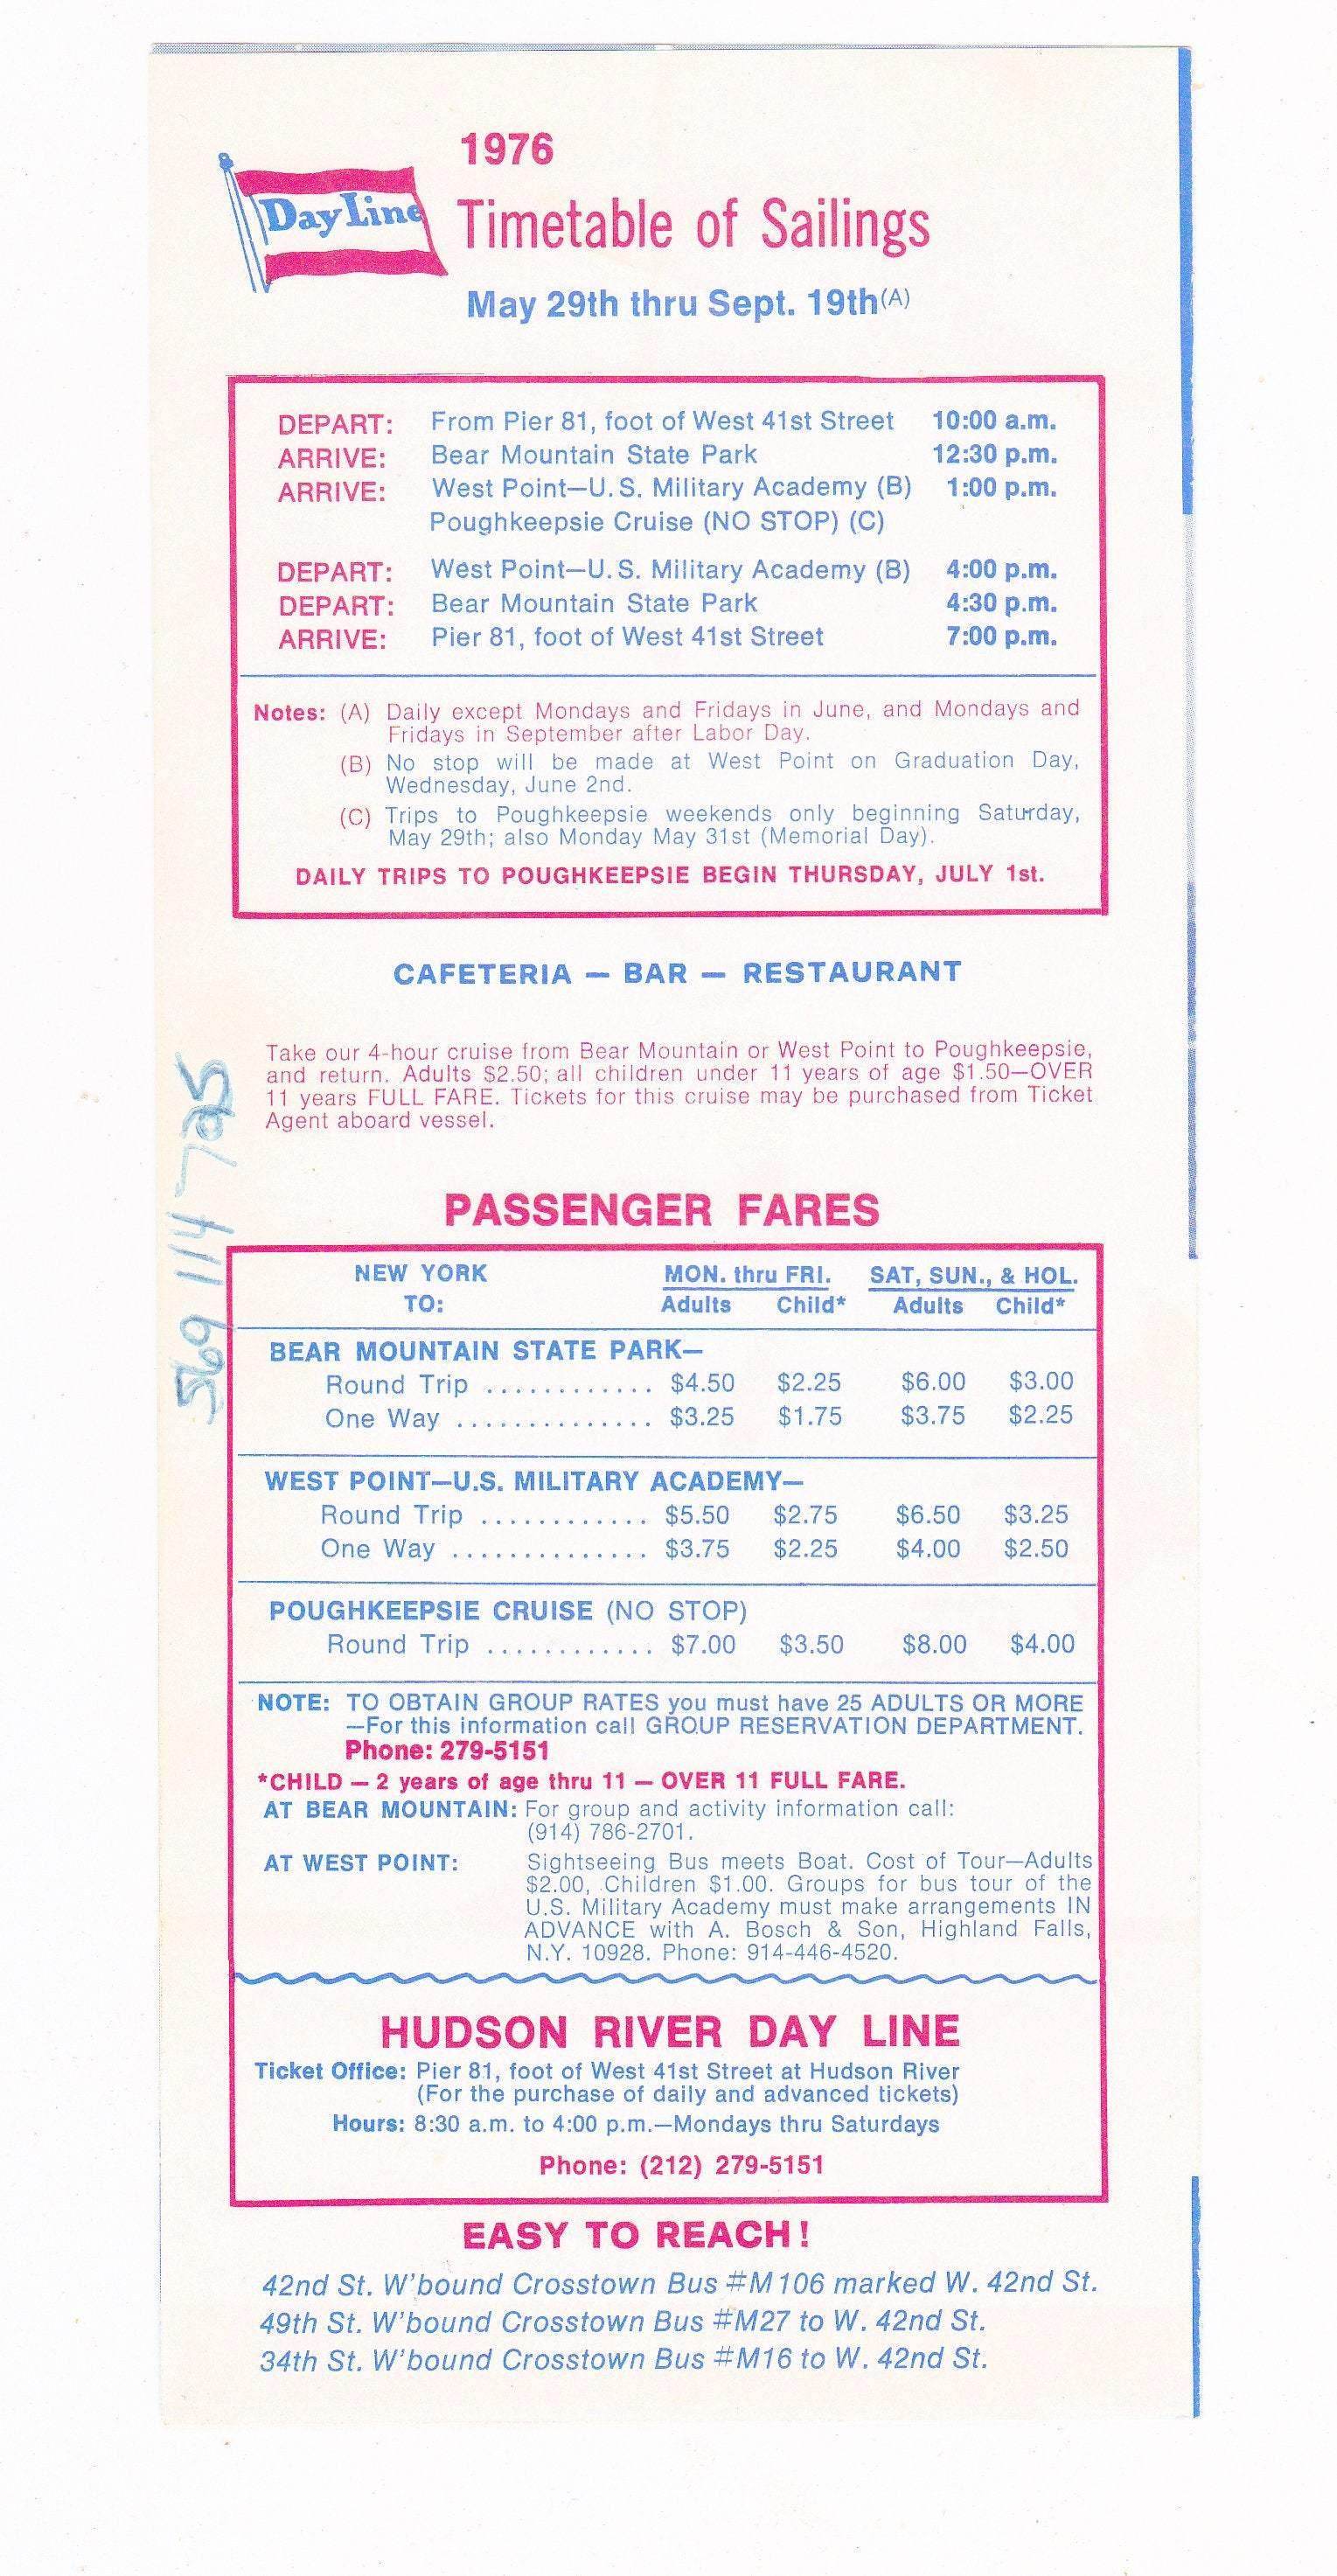 1976
DayLine
Timetable of Sailings
May 29th thru Sept. 19th(A)
DEPART: From Pier 81, foot of West 41st Street 10:00 a.m.
ARRIVE: Bear Mountain State Park 12:30 p.m.
ARRIVE: West Point—U.S. Military Academy (B) 1:00 p.m.
Poughkeepsie Cruise (NO STOP) (C)
DEPART: West Point—U.S. Military Academy (B) 4:00 p.m.
DEPART: Bear Mountain State Park 4:30 p.m.
ARRIVE: Pier 81, foot of West 41st Street 7:00 p.m.
Notes: (A) Daily except Mondays and Fridays in June, and Mondays and
Fridays in September after Labor Day.
(B) No stop will be made at West Point on Graduation Day,
Wednesday, June 2nd.
(C) Trips to Poughkeepsie weekends only beginning Saturday,
May 29th; also Monday May 31st (Memorial Day).
DAILY TRIPS TO POUGHKEEPSIE BEGIN THURSDAY, JULY 1st.
CAFETERIA — BAR — RESTAURANT
Take our 4-hour cruise from Bear Mountain or West Point to Poughkeepsie,
and return. Adults $2.50; all children under 11 years of age $1.50—OVER
11 years FULL FARE. Tickets for this cruise may be purchased from Ticket
Agent aboard vessel.
569 114-725
PASSENGER FARES
NEW YORK MON. thru FRI. SAT, SUN., & HOL.
TO: Adults Child* Adults Child*
BEAR MOUNTAIN STATE PARK—
Round Trip ............ $4.50 $2.25 $6.00 $3.00
One Way .............. $3.25 $1.75 $3.75 $2.25
WEST POINT—U.S. MILITARY ACADEMY—
Round Trip ............ $5.50 $2.75 $6.50 $3.25
One Way .............. $3.75 $2.25 $4.00 $2.50
POUGHKEEPSIE CRUISE (NO STOP)
Round Trip ............ $7.00 $3.50 $8.00 $4.00
NOTE: TO OBTAIN GROUP RATES you must have 25 ADULTS OR MORE
—For this information call GROUP RESERVATION DEPARTMENT.
Phone: 279-5151
*CHILD — 2 years of age thru 11 — OVER 11 FULL FARE.
AT BEAR MOUNTAIN: For group and activity information call:
(914) 786-2701.
AT WEST POINT: Sightseeing Bus meets Boat. Cost of Tour—Adults
$2.00, Children $1.00. Groups for bus tour of the
U.S. Military Academy must make arrangements IN
ADVANCE with A. Bosch & Son, Highland Falls,
N.Y. 10928. Phone: 914-446-4520.
HUDSON RIVER DAY LINE
Ticket Office: Pier 81, foot of West 41st Street at Hudson River
(For the purchase of daily and advanced tickets)
Hours: 8:30 a.m. to 4:00 p.m.—Mondays thru Saturdays
Phone: (212) 279-5151
EASY TO REACH!
42nd St. W'bound Crosstown Bus #M106 marked W. 42nd St.
49th St. W'bound Crosstown Bus #M27 to W. 42nd St.
34th St. W'bound Crosstown Bus #M16 to W. 42nd St.